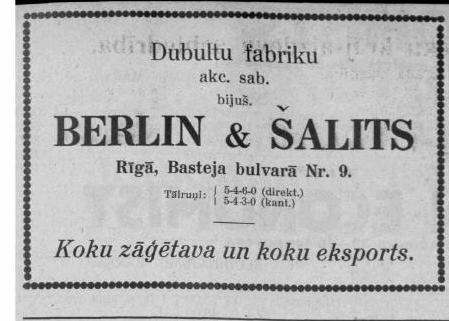 Dubultu fabriku
akc. sab.
bijuš.
BERLIN & ŠALITS
Rīgā, Basteja bulvarā Nr. 9.
Tālruņi: { 5-4-6-0 (direkt.)
5-4-3-0 (kant.)
Koku zāģētava un koku eksports.